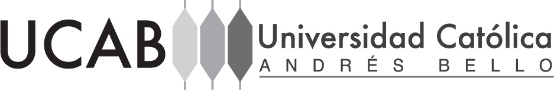 UCAB
Universidad Católica
ANDRÉS BELLO